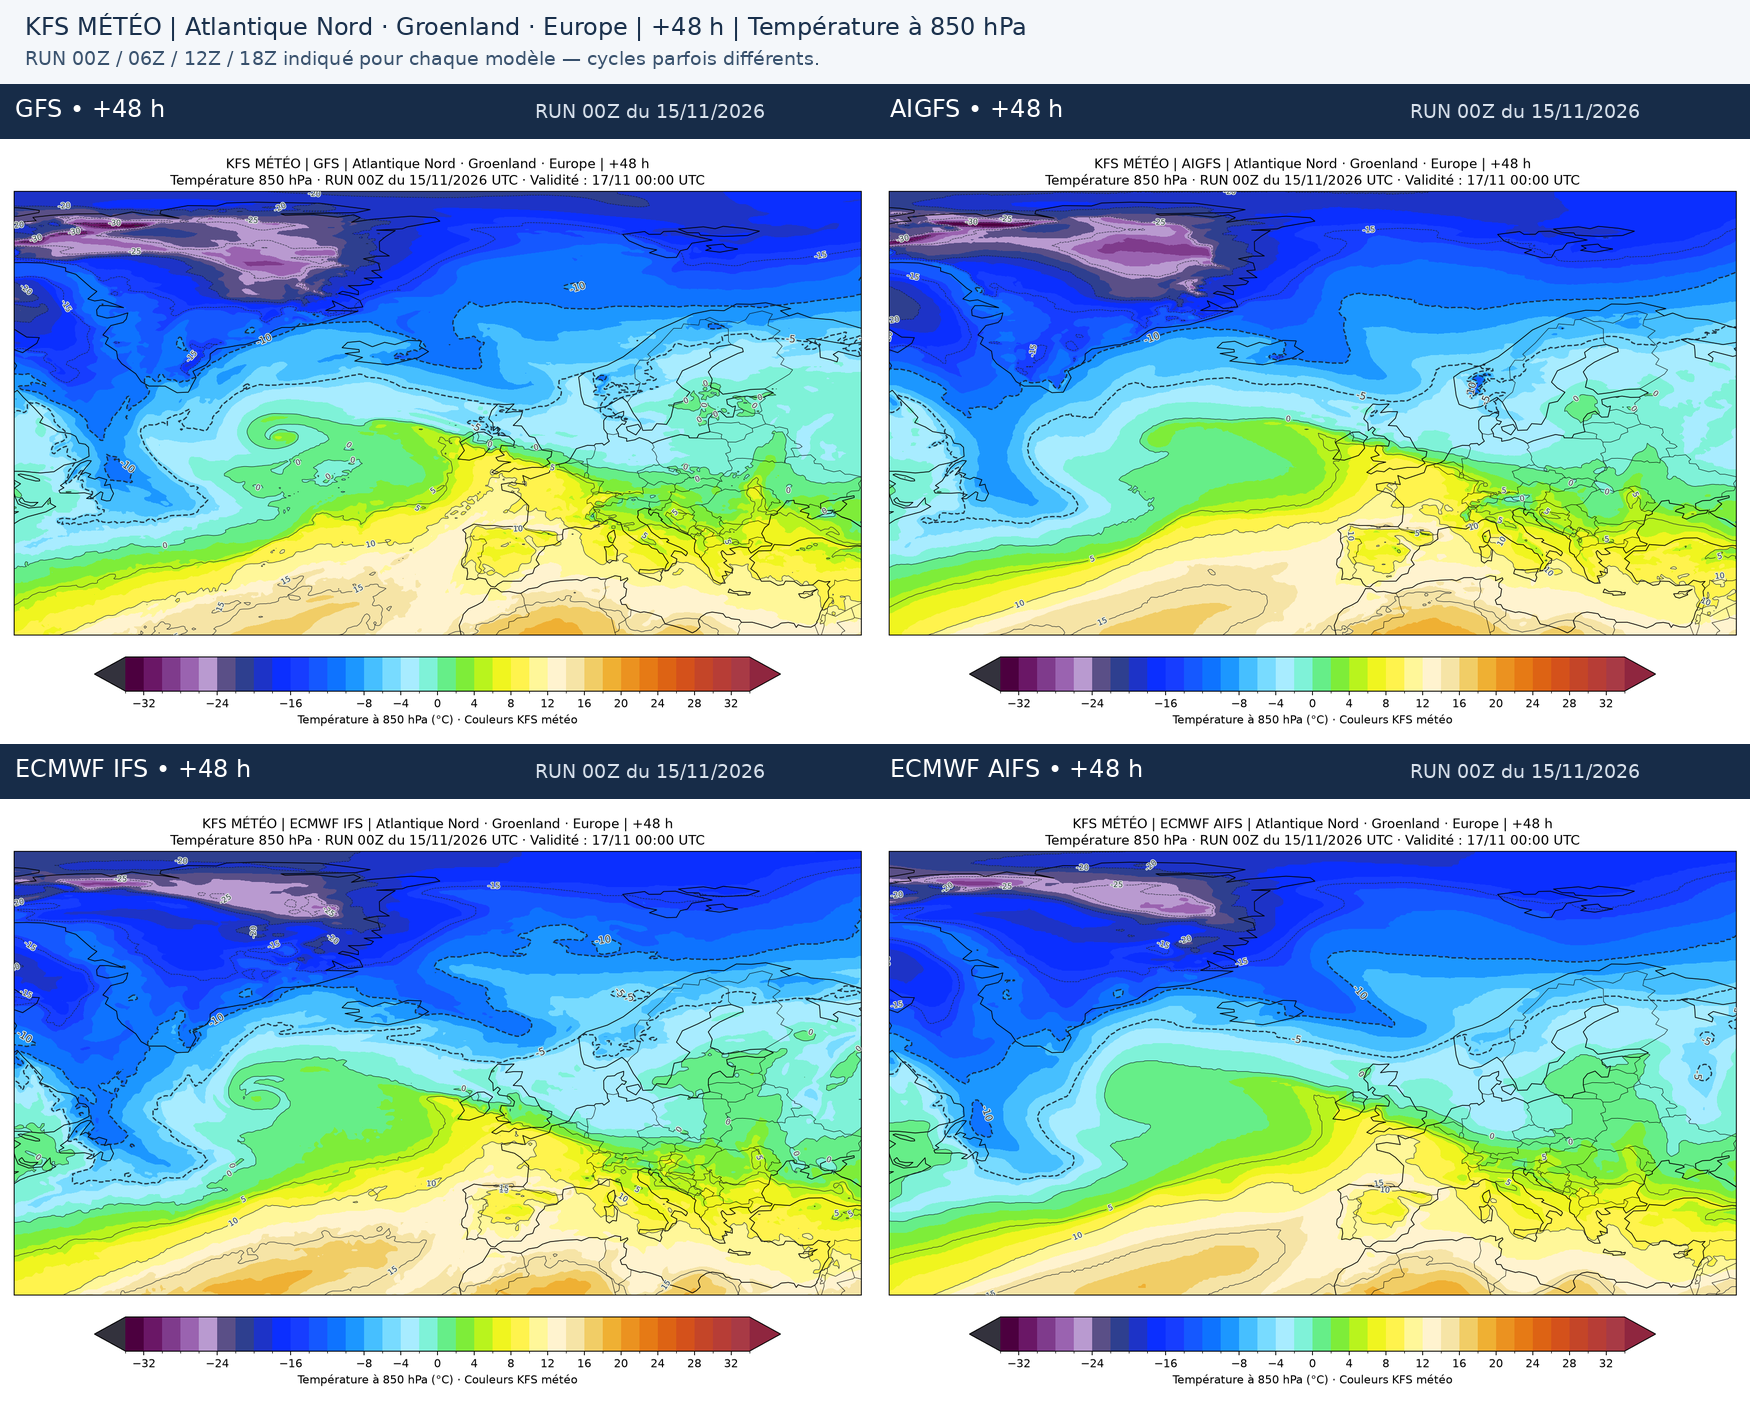 KFS MÉTÉO | Atlantique Nord · Groenland · Europe | +48 h | Température à 850 hPa
RUN 00Z / 06Z / 12Z / 18Z indiqué pour chaque modèle — cycles parfois différents.
GFS • +48 h
RUN 00Z du 15/11/2026
AIGFS • +48 h
RUN 00Z du 15/11/2026
KFS MÉTÉO | GFS | Atlantique Nord · Groenland · Europe | +48 h
Température 850 hPa · RUN 00Z du 15/11/2026 UTC · Validité : 17/11 00:00 UTC
KFS MÉTÉO | AIGFS | Atlantique Nord · Groenland · Europe | +48 h
Température 850 hPa · RUN 00Z du 15/11/2026 UTC · Validité : 17/11 00:00 UTC
−32 −24 −16 −8 −4 0 4 8 12 16 20 24 28 32
Température à 850 hPa (°C) · Couleurs KFS météo
−32 −24 −16 −8 −4 0 4 8 12 16 20 24 28 32
Température à 850 hPa (°C) · Couleurs KFS météo
ECMWF IFS • +48 h
RUN 00Z du 15/11/2026
ECMWF AIFS • +48 h
RUN 00Z du 15/11/2026
KFS MÉTÉO | ECMWF IFS | Atlantique Nord · Groenland · Europe | +48 h
Température 850 hPa · RUN 00Z du 15/11/2026 UTC · Validité : 17/11 00:00 UTC
KFS MÉTÉO | ECMWF AIFS | Atlantique Nord · Groenland · Europe | +48 h
Température 850 hPa · RUN 00Z du 15/11/2026 UTC · Validité : 17/11 00:00 UTC
−32 −24 −16 −8 −4 0 4 8 12 16 20 24 28 32
Température à 850 hPa (°C) · Couleurs KFS météo
−32 −24 −16 −8 −4 0 4 8 12 16 20 24 28 32
Température à 850 hPa (°C) · Couleurs KFS météo